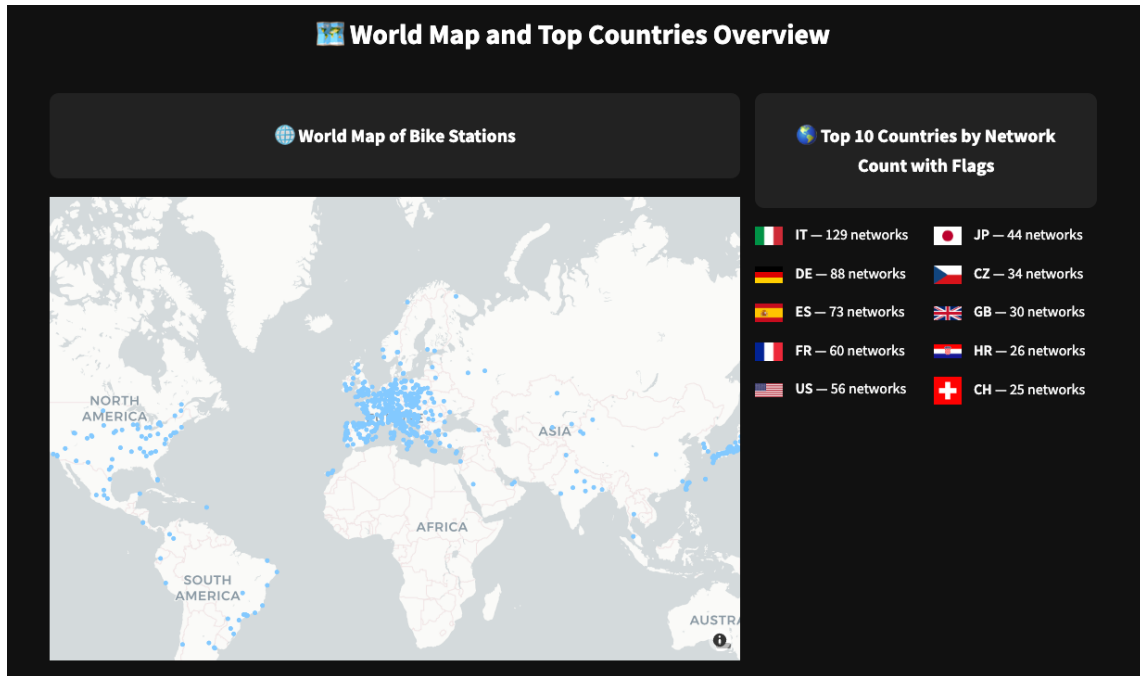 World Map and Top Countries Overview
World Map of Bike Stations
Top 10 Countries by Network
Count with Flags
NORTH
AMERICA
ASIA
AFRICA
SOUTH
AMERICA
AUSTRA
IT — 129 networks
DE — 88 networks
ES — 73 networks
FR — 60 networks
US — 56 networks
JP — 44 networks
CZ — 34 networks
GB — 30 networks
HR — 26 networks
CH — 25 networks